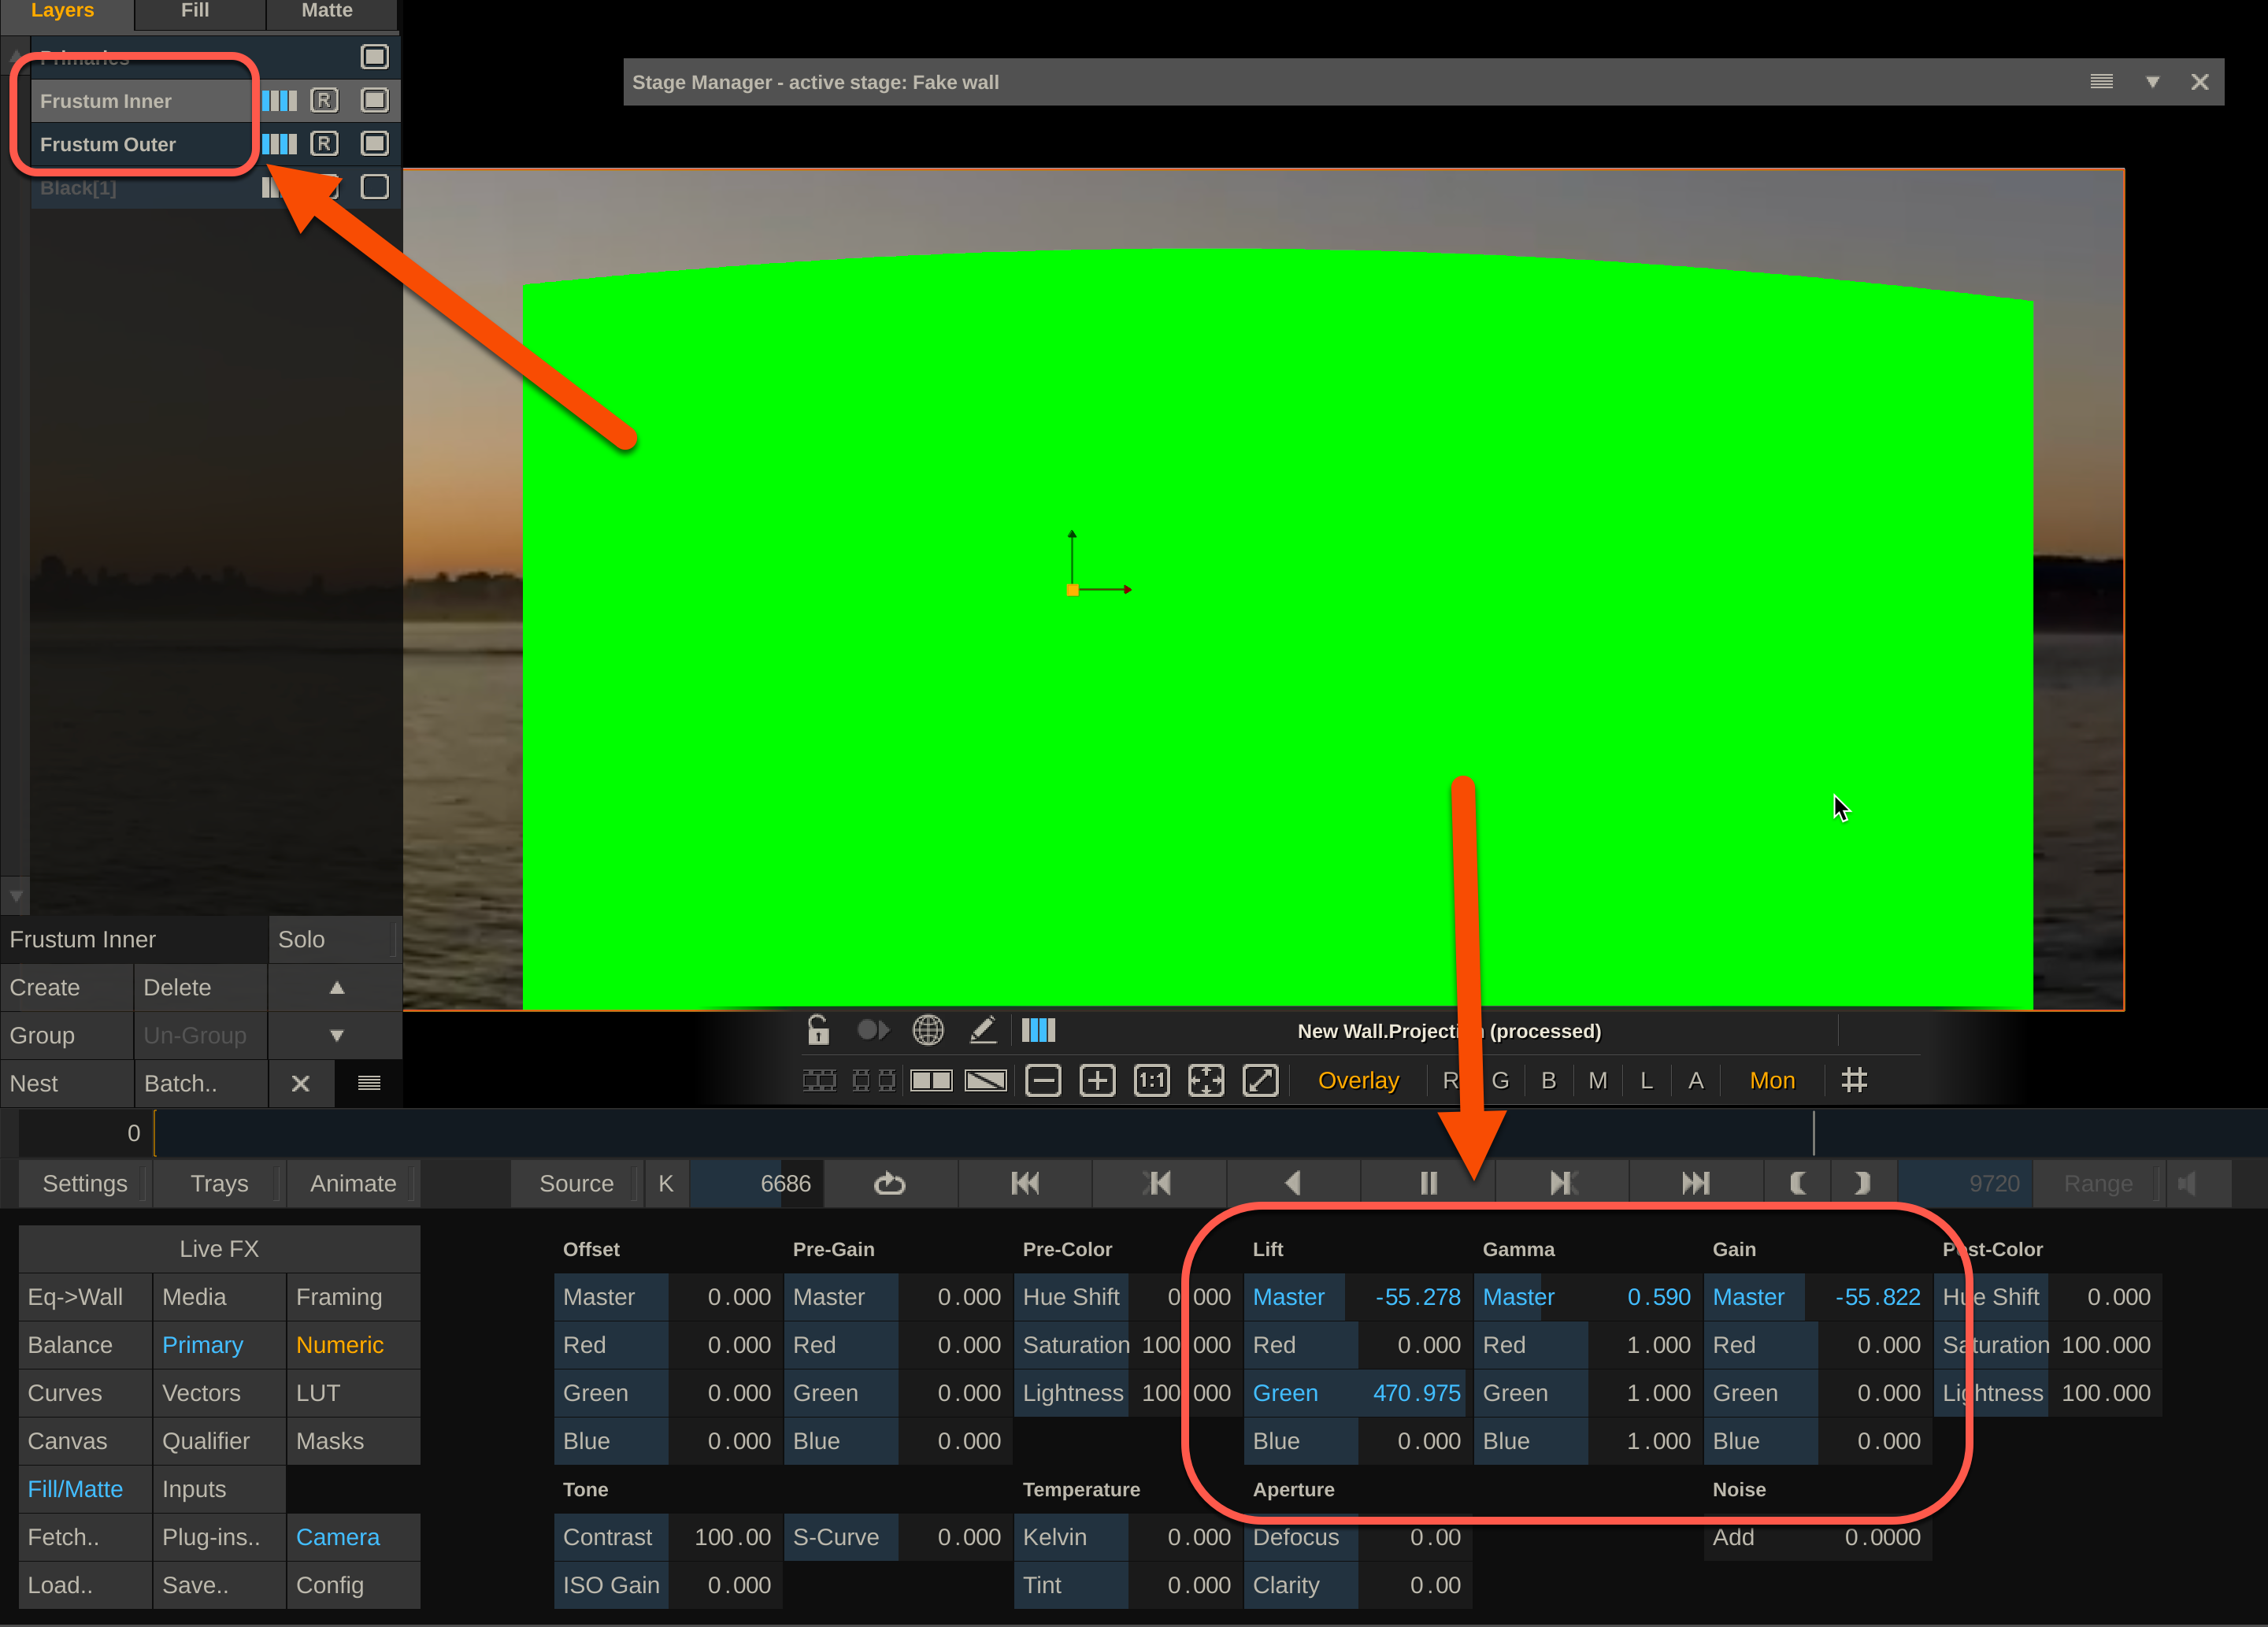 Layers Fill Matte
Primaries
Stage Manager - active stage: Fake wall
Frustum Inner R
Frustum Outer R
Black[1]
Frustum Inner Solo
Create Delete
Group Un-Group
Nest Batch..
New Wall.Projection (processed)
1:1 Overlay R G B M L A Mon
0
Settings Trays Animate Source K 6686 9720 Range
Live FX
Offset Pre-Gain Pre-Color Lift Gamma Gain Post-Color
Eq->Wall Media Framing Master 0.000 Master 0.000 Hue Shift 0.000 Master -55.278 Master 0.590 Master -55.822 Hue Shift 0.000
Balance Primary Numeric Red 0.000 Red 0.000 Saturation 100.000 Red 0.000 Red 1.000 Red 0.000 Saturation 100.000
Curves Vectors LUT Green 0.000 Green 0.000 Lightness 100.000 Green 470.975 Green 1.000 Green 0.000 Lightness 100.000
Canvas Qualifier Masks Blue 0.000 Blue 0.000 Blue 0.000 Blue 1.000 Blue 0.000
Fill/Matte Inputs Tone Temperature Aperture Noise
Fetch.. Plug-ins.. Camera Contrast 100.00 S-Curve 0.000 Kelvin 0.000 Defocus 0.00 Add 0.0000
Load.. Save.. Config ISO Gain 0.000 Tint 0.000 Clarity 0.00